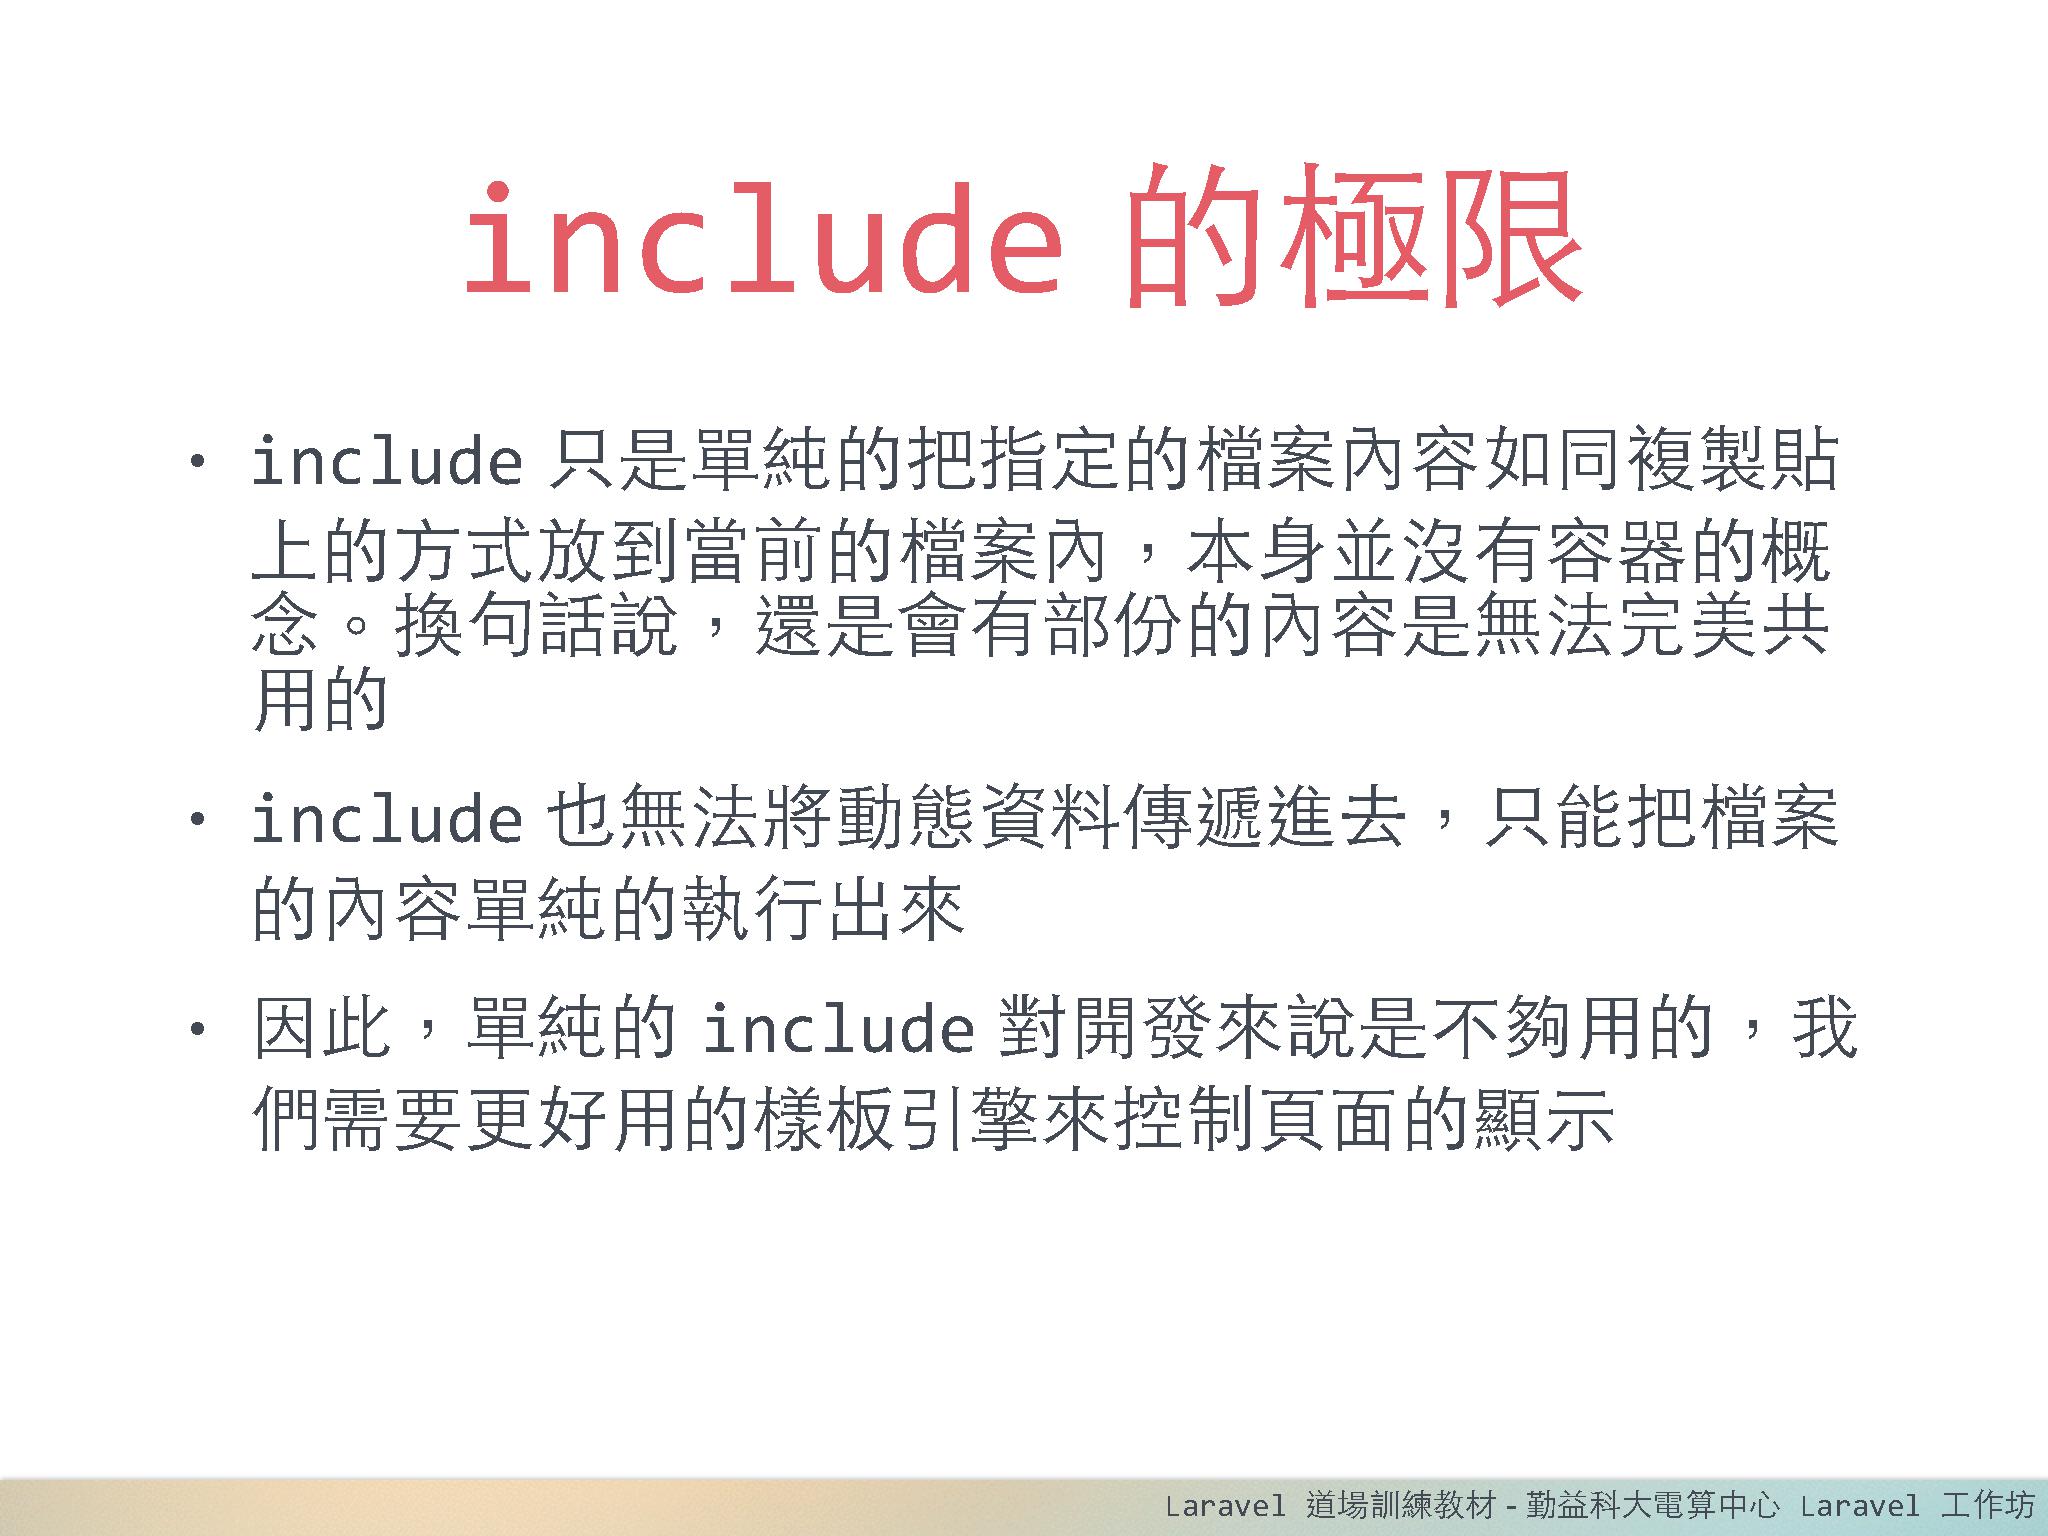 include 的極限
• include 只是單純的把指定的檔案內容如同複製貼
上的方式放到當前的檔案內，本身並沒有容器的概
念。換句話說，還是會有部份的內容是無法完美共
用的
• include 也無法將動態資料傳遞進去，只能把檔案
的內容單純的執行出來
• 因此，單純的 include 對開發來說是不夠用的，我
們需要更好用的樣板引擎來控制頁面的顯示
Laravel 道場訓練教材 - 勤益科大電算中心 Laravel 工作坊